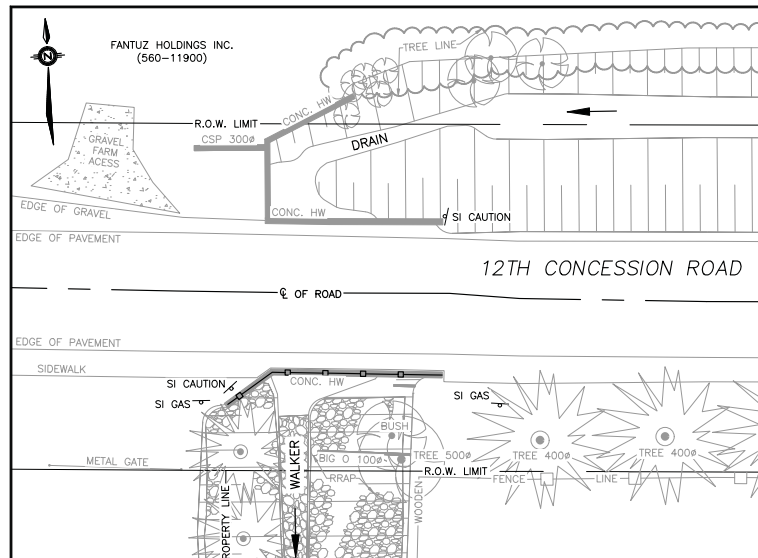 FANTUZ HOLDINGS INC.
(560-11900)
N
TREE LINE
CONC. HW
R.O.W. LIMIT
CSP 300ø
GRAVEL
FARM
ACESS
DRAIN
EDGE OF GRAVEL
CONC. HW
SI CAUTION
EDGE OF PAVEMENT
12TH CONCESSION ROAD
℄ OF ROAD
EDGE OF PAVEMENT
SIDEWALK
SI CAUTION
CONC. HW
SI GAS
SI GAS
BUSH
WALKER
BIG O 100ø
TREE 500ø
TREE 400ø
TREE 400ø
METAL GATE
R.O.W. LIMIT
RRAP
FENCE
LINE
WOODEN
ROPERTY LINE